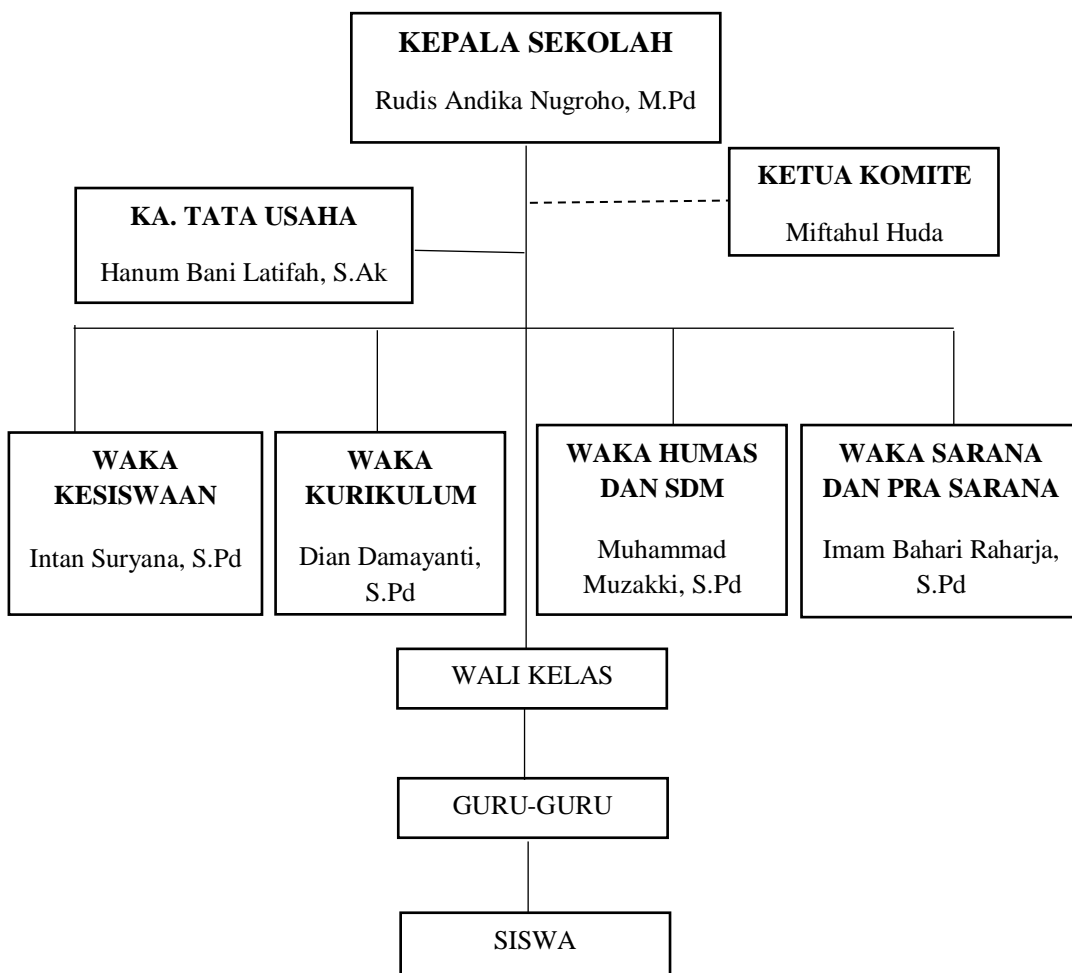 KEPALA SEKOLAH
Rudis Andika Nugroho, M.Pd
KETUA KOMITE
Miftahul Huda
KA. TATA USAHA
Hanum Bani Latifah, S.Ak
WAKA
KESISWAAN
Intan Suryana, S.Pd
WAKA
KURIKULUM
Dian Damayanti,
S.Pd
WAKA HUMAS
DAN SDM
Muhammad
Muzakki, S.Pd
WAKA SARANA
DAN PRA SARANA
Imam Bahari Raharja,
S.Pd
WALI KELAS
GURU-GURU
SISWA